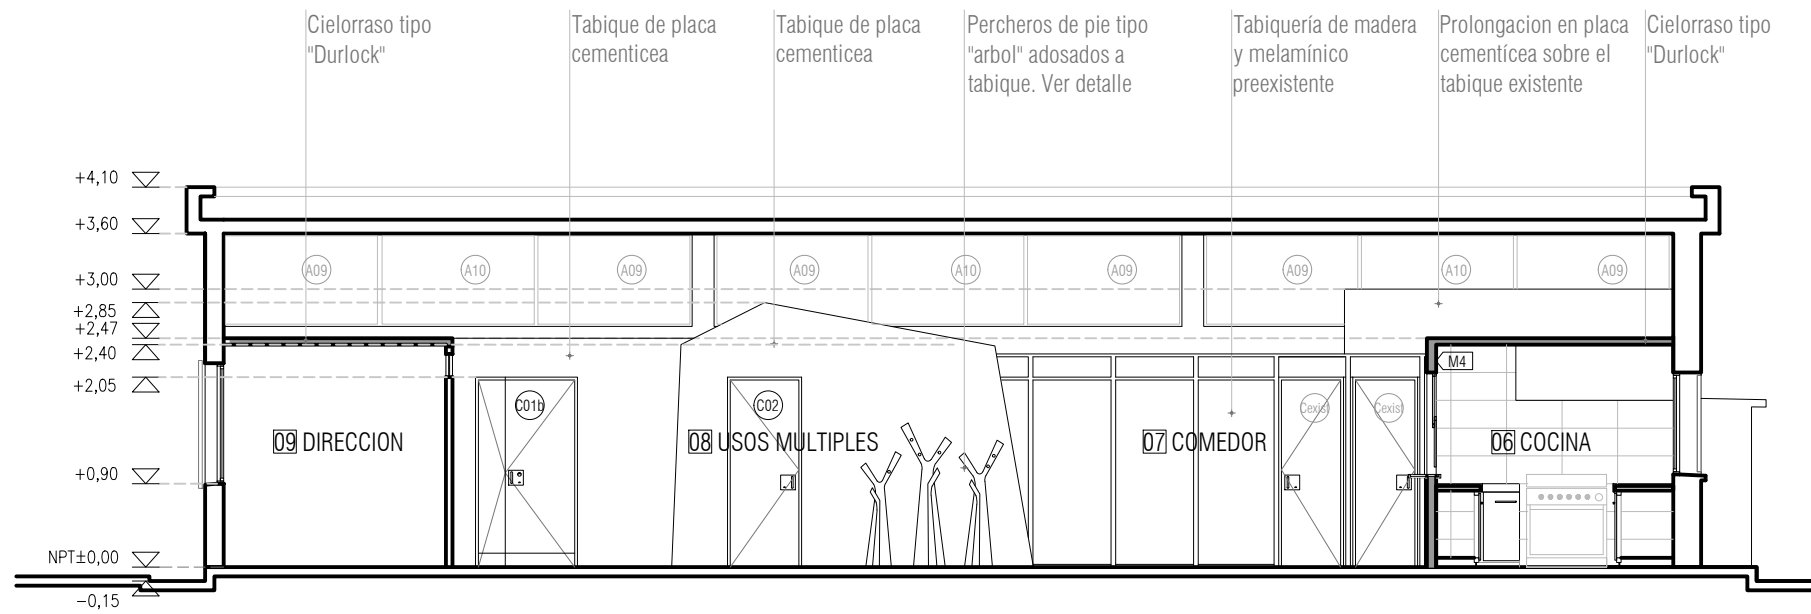 Cielorraso tipo
"Durlock"
Tabique de placa
cementicea
Tabique de placa
cementicea
Percheros de pie tipo
"arbol" adosados a
tabique. Ver detalle
Tabiquería de madera
y melamínico
preexistente
Prolongacion en placa
cementícea sobre el
tabique existente
Cielorraso tipo
"Durlock"
+4,10
+3,60
+3,00
+2,85
+2,47
+2,40
+2,05
+0,90
NPT±0,00
-0,15
A09
A10
A09
A09
A10
A09
A09
A10
A09
M4
C01b
C02
Cexist
Cexist
09 DIRECCION
08 USOS MULTIPLES
07 COMEDOR
06 COCINA